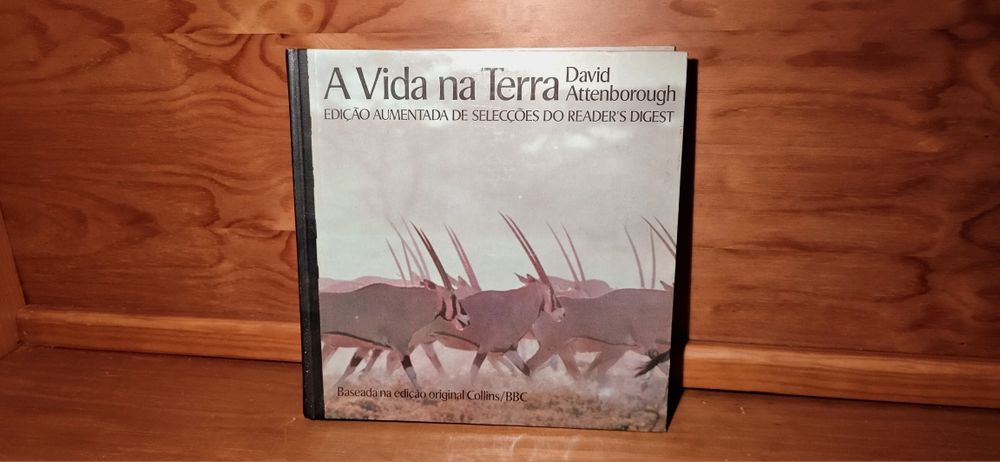 A Vida na Terra David Attenborough
EDIÇÃO AUMENTADA DE SELECÇÕES DO READER'S DIGEST
Baseada na edição original Collins/BBC